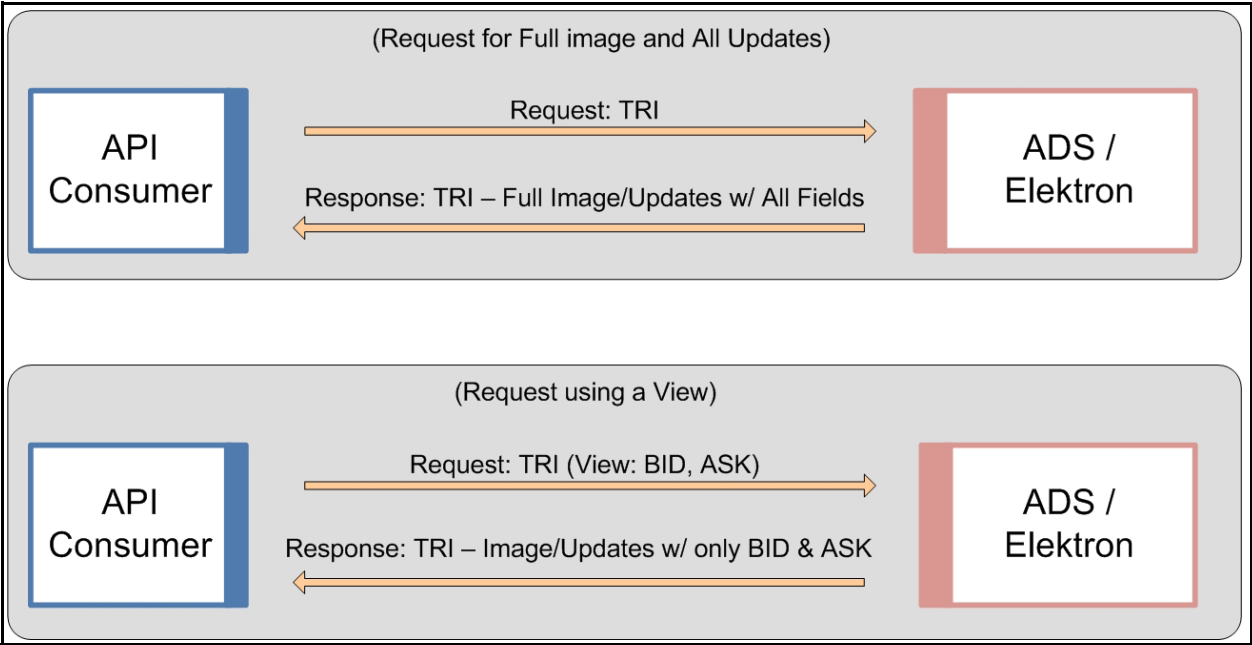 (Request for Full image and All Updates)
API
Consumer
Request: TRI
Response: TRI – Full Image/Updates w/ All Fields
ADS /
Elektron
(Request using a View)
API
Consumer
Request: TRI (View: BID, ASK)
Response: TRI – Image/Updates w/ only BID & ASK
ADS /
Elektron